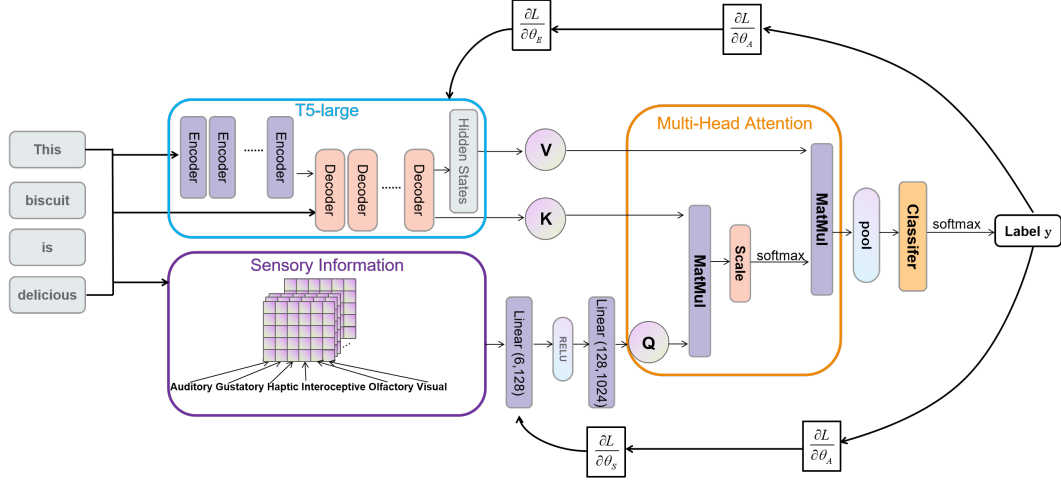 ∂L
∂θ_E
∂L
∂θ_A
T5-large
Multi-Head Attention
This
biscuit
is
delicious
Encoder
Encoder
......
Encoder
Decoder
Decoder
......
Decoder
Hidden States
V
K
MatMul
Scale
softmax
MatMul
pool
Classifer
softmax
Label y
Sensory Information
...
Auditory Gustatory Haptic Interoceptive Olfactory Visual
Linear (6,128)
RELU
Linear (128,1024)
Q
∂L
∂θ_S
∂L
∂θ_A